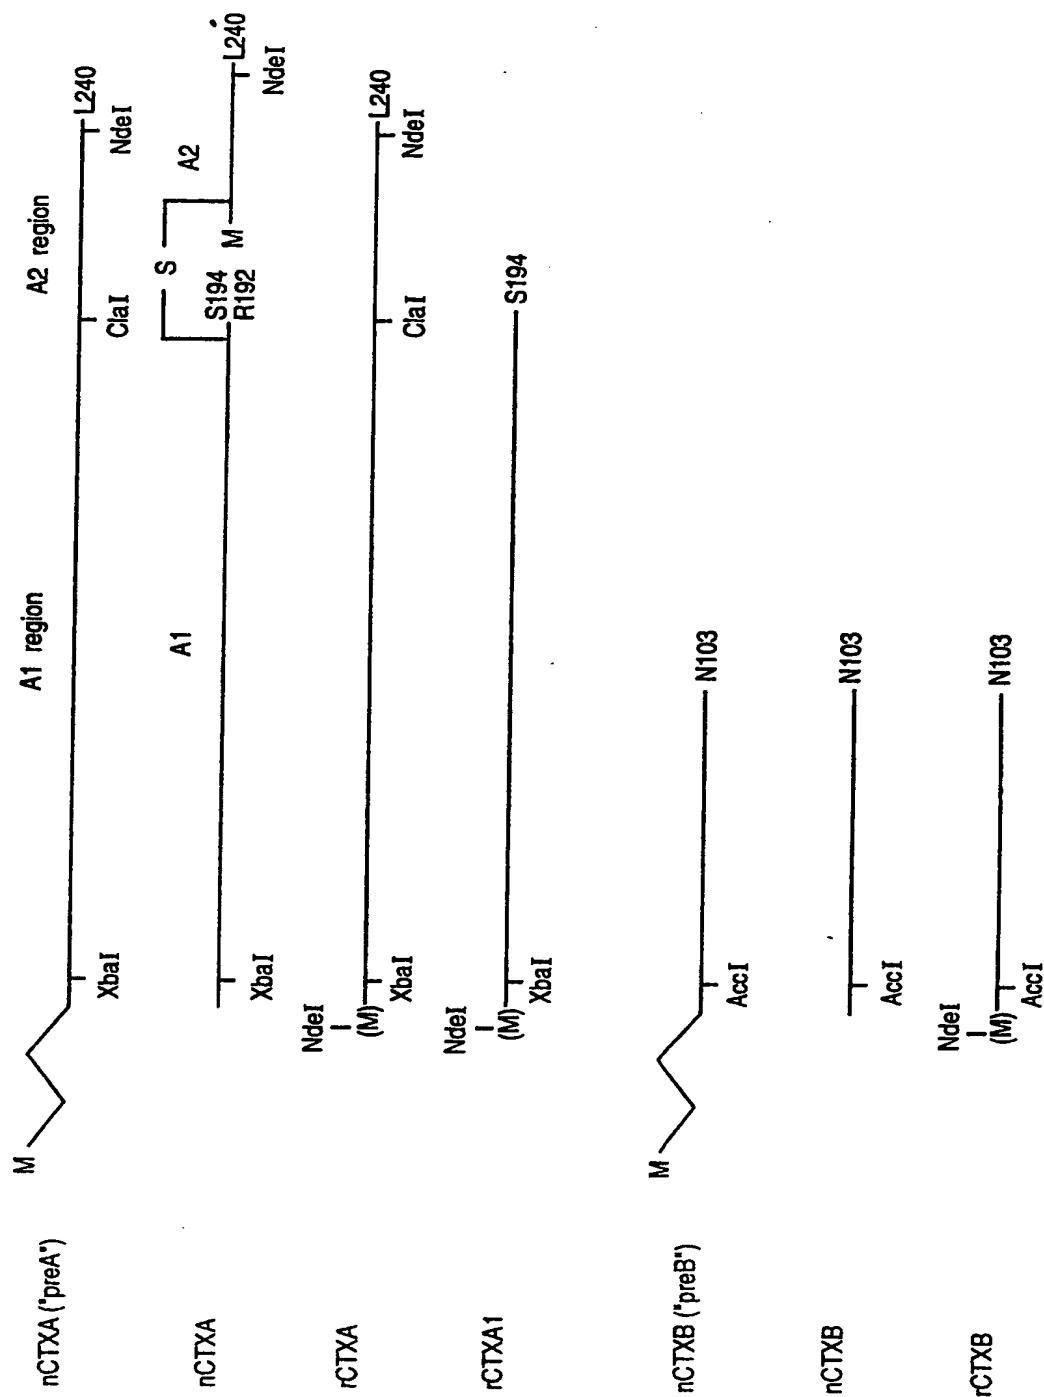 A1 region
A2 region
nCTXA ("preA")
M
XbaI
ClaI
NdeI
L240
nCTXA
XbaI
A1
S
S194
R192
M
A2
NdeI
L240
rCTXA
NdeI
(M)
XbaI
ClaI
NdeI
L240
rCTXA1
NdeI
(M)
XbaI
S194
nCTXB ("preB")
M
AccI
N103
nCTXB
AccI
N103
rCTXB
NdeI
(M)
AccI
N103